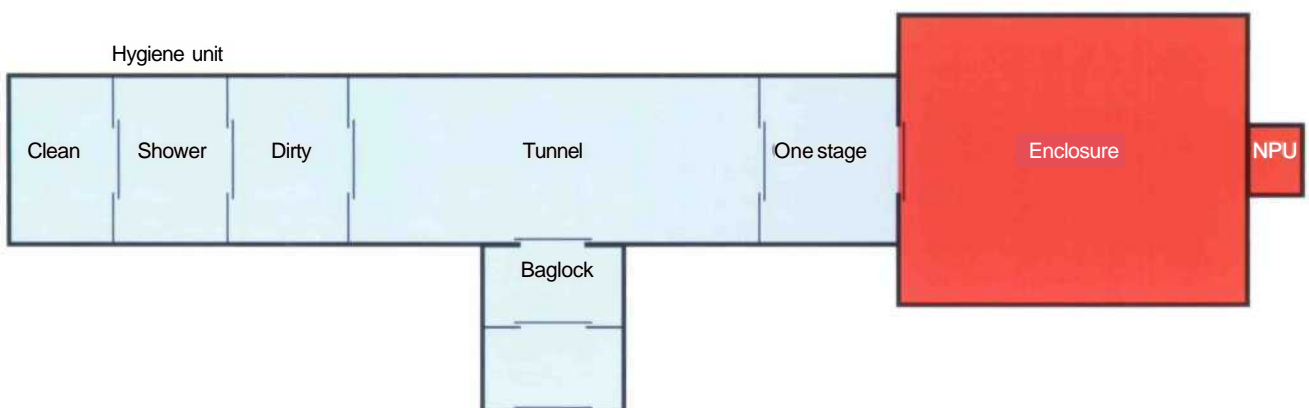 Hygiene unit
Clean
Shower
Dirty
Tunnel
One stage
Enclosure
NPU
Baglock